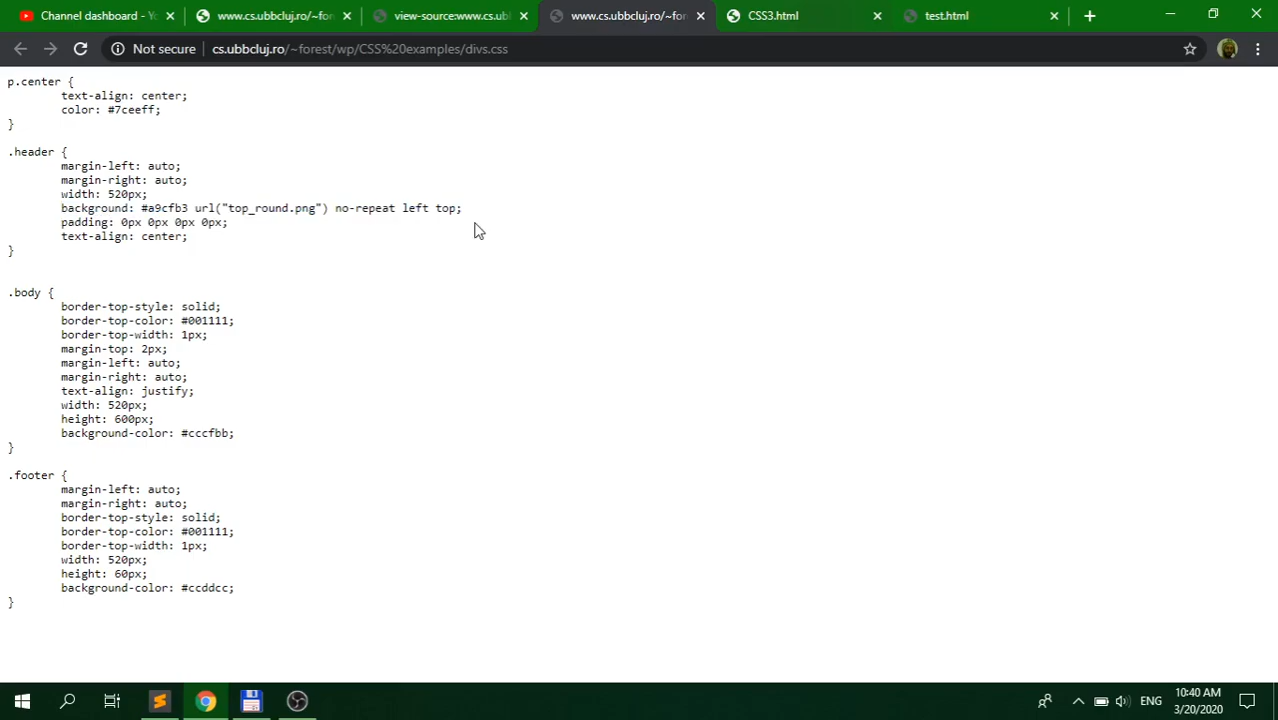 Channel dashboard - Yo
www.cs.ubbcluj.ro/~fore
view-source:www.cs.ubb
www.cs.ubbcluj.ro/~fore
CSS3.html
test.html
Not secure cs.ubbcluj.ro/~forest/wp/CSS%20examples/divs.css
p.center {
text-align: center;
color: #7ceeff;
}
.header {
margin-left: auto;
margin-right: auto;
width: 520px;
background: #a9cfb3 url("top_round.png") no-repeat left top;
padding: 0px 0px 0px 0px;
text-align: center;
}
.body {
border-top-style: solid;
border-top-color: #001111;
border-top-width: 1px;
margin-top: 2px;
margin-left: auto;
margin-right: auto;
text-align: justify;
width: 520px;
height: 600px;
background-color: #cccfbb;
}
.footer {
margin-left: auto;
margin-right: auto;
border-top-style: solid;
border-top-color: #001111;
border-top-width: 1px;
width: 520px;
height: 60px;
background-color: #ccddcc;
}
ENG
10:40 AM
3/20/2020